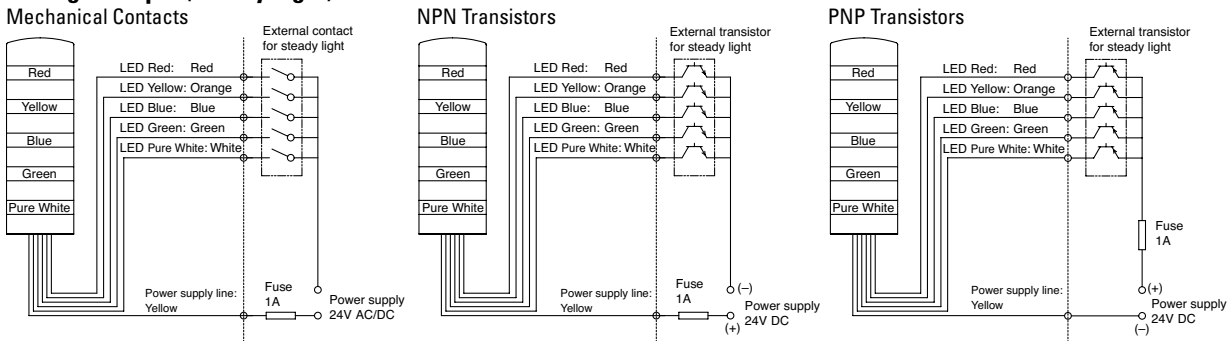 Mechanical Contacts
External contact
for steady light
Red
Yellow
Blue
Green
Pure White
LED Red: Red
LED Yellow: Orange
LED Blue: Blue
LED Green: Green
LED Pure White: White
Power supply line:
Yellow
Fuse
1A
Power supply
24V AC/DC
NPN Transistors
External transistor
for steady light
Red
Yellow
Blue
Green
Pure White
LED Red: Red
LED Yellow: Orange
LED Blue: Blue
LED Green: Green
LED Pure White: White
Power supply line:
Yellow
Fuse
1A
(–)
Power supply
24V DC
(+)
PNP Transistors
External transistor
for steady light
Red
Yellow
Blue
Green
Pure White
LED Red: Red
LED Yellow: Orange
LED Blue: Blue
LED Green: Green
LED Pure White: White
Fuse
1A
Power supply line:
Yellow
(+)
Power supply
24V DC
(–)